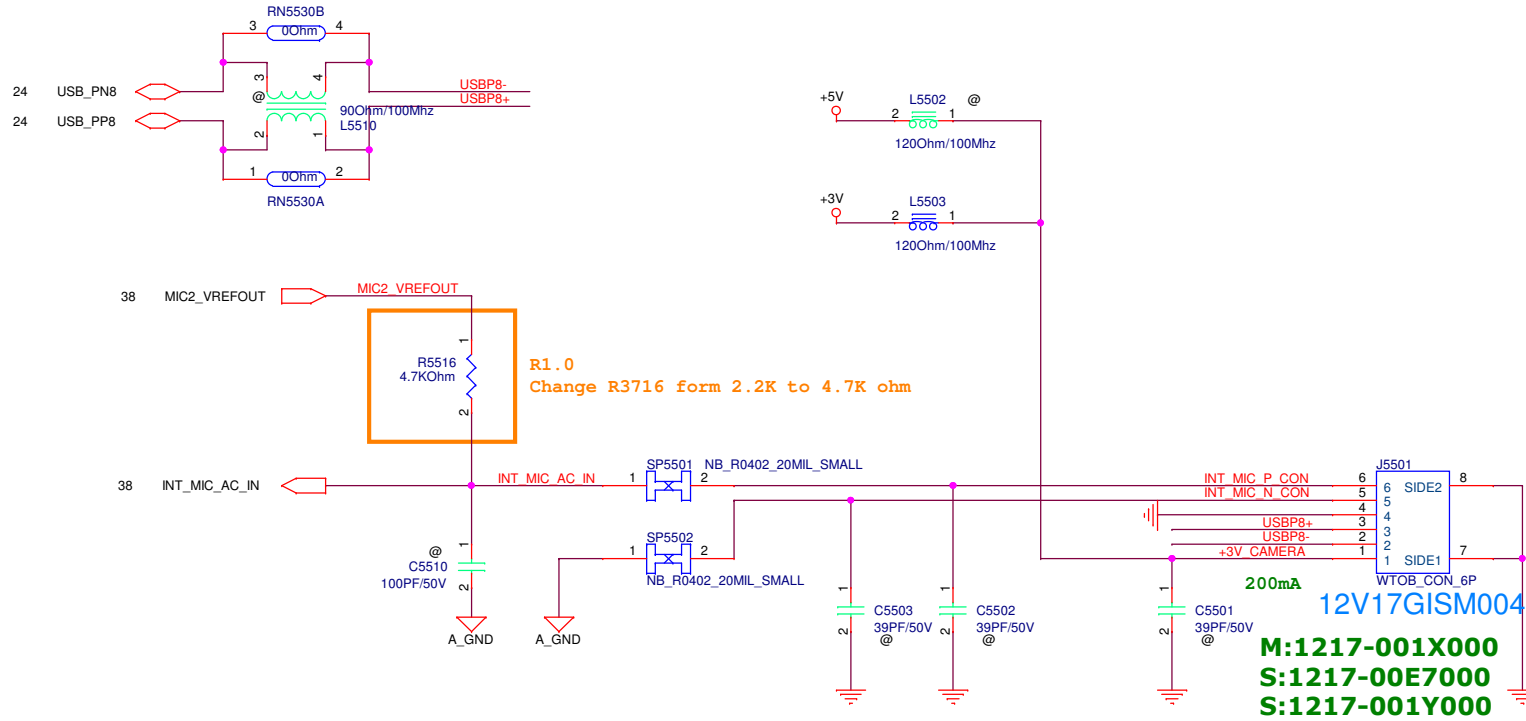 RN5530B
3 0Ohm 4
24 USB_PN8
3 4
@
USBP8-
USBP8+
90Ohm/100Mhz
L5510
24 USB_PP8
2 1
1 0Ohm 2
RN5530A
+5V
L5502 @
2 1
120Ohm/100Mhz
+3V
L5503
2 1
120Ohm/100Mhz
38 MIC2_VREFOUT
MIC2_VREFOUT
1
R5516
4.7KOhm
2
R1.0
Change R3716 form 2.2K to 4.7K ohm
38 INT_MIC_AC_IN
INT_MIC_AC_IN
SP5501 NB_R0402_20MIL_SMALL
1 2
SP5502
1 2
NB_R0402_20MIL_SMALL
1
@
C5510
100PF/50V
2
A_GND
A_GND
1
C5503
39PF/50V
2
@
1
C5502
39PF/50V
2
@
1
C5501
39PF/50V
2
@
J5501
INT_MIC_P_CON 6 6 SIDE2 8
INT_MIC_N_CON 5 5
4 4
USBP8+ 3 3
USBP8- 2 2
+3V_CAMERA 1 1 SIDE1 7
200mA
WTOB_CON_6P
12V17GISM004
M:1217-001X000
S:1217-00E7000
S:1217-001Y000